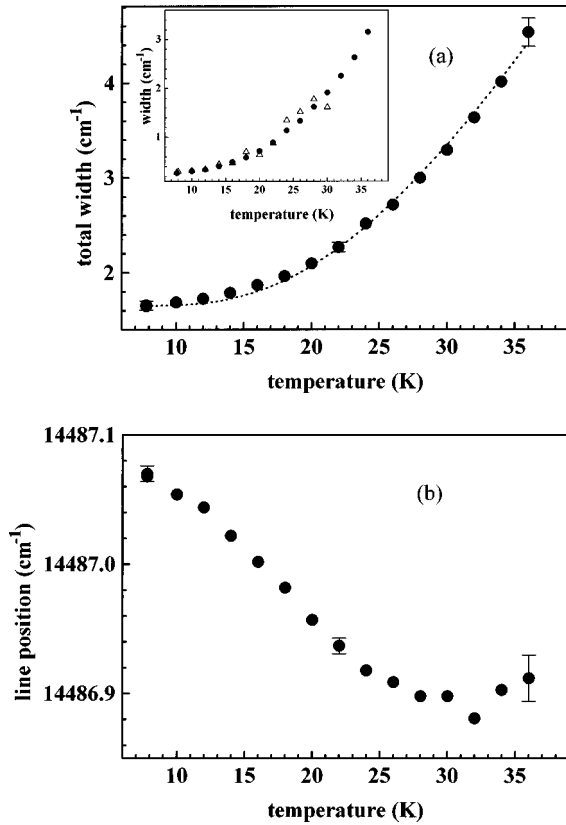 (a)
total width (cm⁻¹)
4
3
2
10 15 20 25 30 35
temperature (K)
width (cm⁻¹)
3
2
1
10 15 20 25 30 35
temperature (K)
(b)
line position (cm⁻¹)
14487.1
14487.0
14486.9
10 15 20 25 30 35
temperature (K)